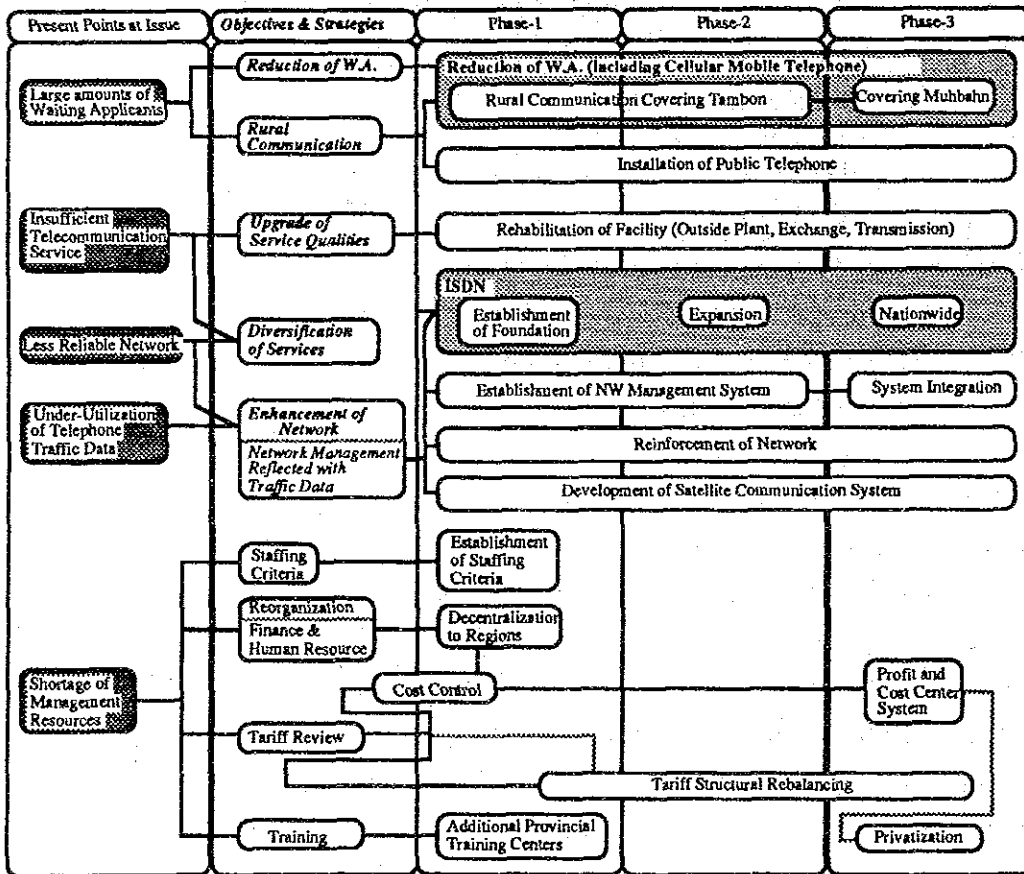 Present Points at Issue
Objectives & Strategies
Phase-1
Phase-2
Phase-3
Large amounts of
Waiting Applicants
Reduction of W.A.
Rural
Communication
Reduction of W.A. (Including Cellular Mobile Telephone)
Rural Communication Covering Tambon
Covering Muhbahn
Installation of Public Telephone
Insufficient
Telecommunication
Service
Upgrade of
Service Qualities
Rehabilitation of Facility (Outside Plant, Exchange, Transmission)
ISDN
Establishment
of Foundation
Expansion
Nationwide
Less Reliable Network
Diversification
of Services
Establishment of NW Management System
System Integration
Under-Utilization
of Telephone
Traffic Data
Enhancement of
Network
Network Management
Reflected with
Traffic Data
Reinforcement of Network
Development of Satellite Communication System
Staffing
Criteria
Establishment
of Staffing
Criteria
Reorganization
Finance &
Human Resource
Decentralization
to Regions
Shortage of
Management
Resources
Cost Control
Profit and
Cost Center
System
Tariff Review
Tariff Structural Rebalancing
Training
Additional Provincial
Training Centers
Privatization